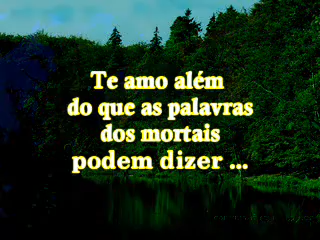 Te amo além
do que as palavras
dos mortais
podem dizer ...